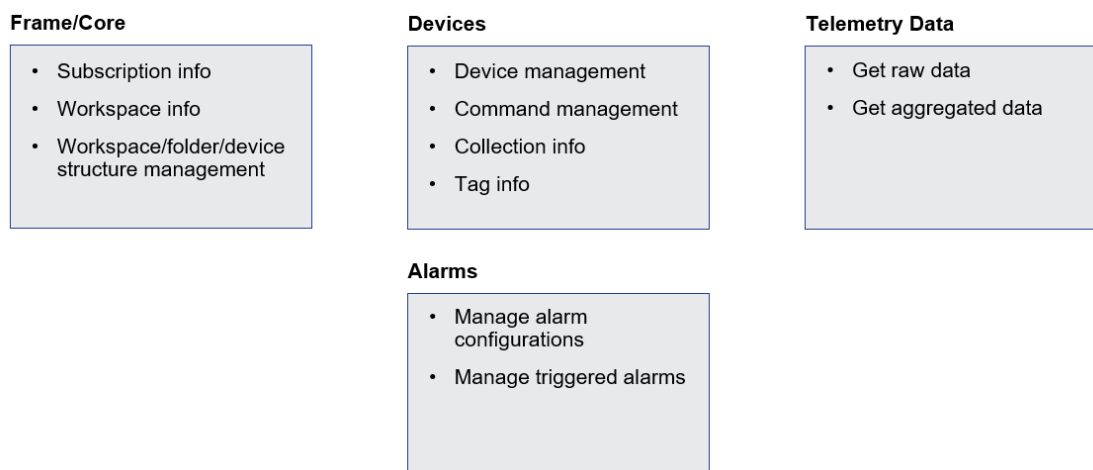 Frame/Core
• Subscription info
• Workspace info
• Workspace/folder/device
structure management
Devices
• Device management
• Command management
• Collection info
• Tag info
Telemetry Data
• Get raw data
• Get aggregated data
Alarms
• Manage alarm
configurations
• Manage triggered alarms